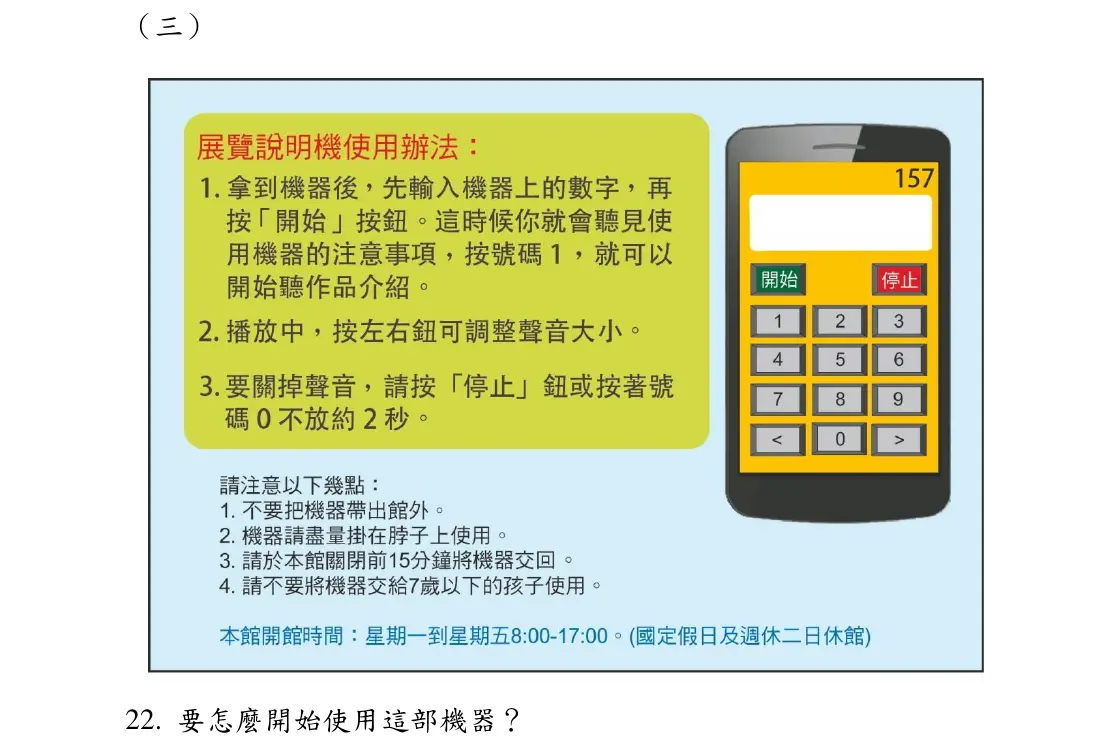 （三）
展覽說明機使用辦法：
1. 拿到機器後，先輸入機器上的數字，再
按「開始」按鈕。這時候你就會聽見使
用機器的注意事項，按號碼 1，就可以
開始聽作品介紹。
2. 播放中，按左右鈕可調整聲音大小。
3. 要關掉聲音，請按「停止」鈕或按著號
碼 0 不放約 2 秒。
157
開始 停止
1 2 3
4 5 6
7 8 9
< 0 >
請注意以下幾點：
1. 不要把機器帶出館外。
2. 機器請盡量掛在脖子上使用。
3. 請於本館關閉前15分鐘將機器交回。
4. 請不要將機器交給7歲以下的孩子使用。
本館開館時間：星期一到星期五8:00-17:00。(國定假日及週休二日休館)
22. 要怎麼開始使用這部機器？